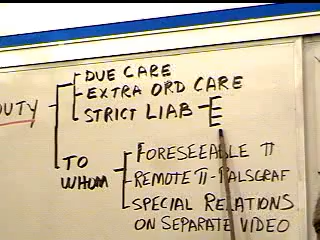 DUTY
DUE CARE
EXTRA ORD CARE
STRICT LIAB
TO WHOM
FORESEEABLE π
REMOTE π-PALSGRAF
SPECIAL RELATIONS
ON SEPARATE VIDEO